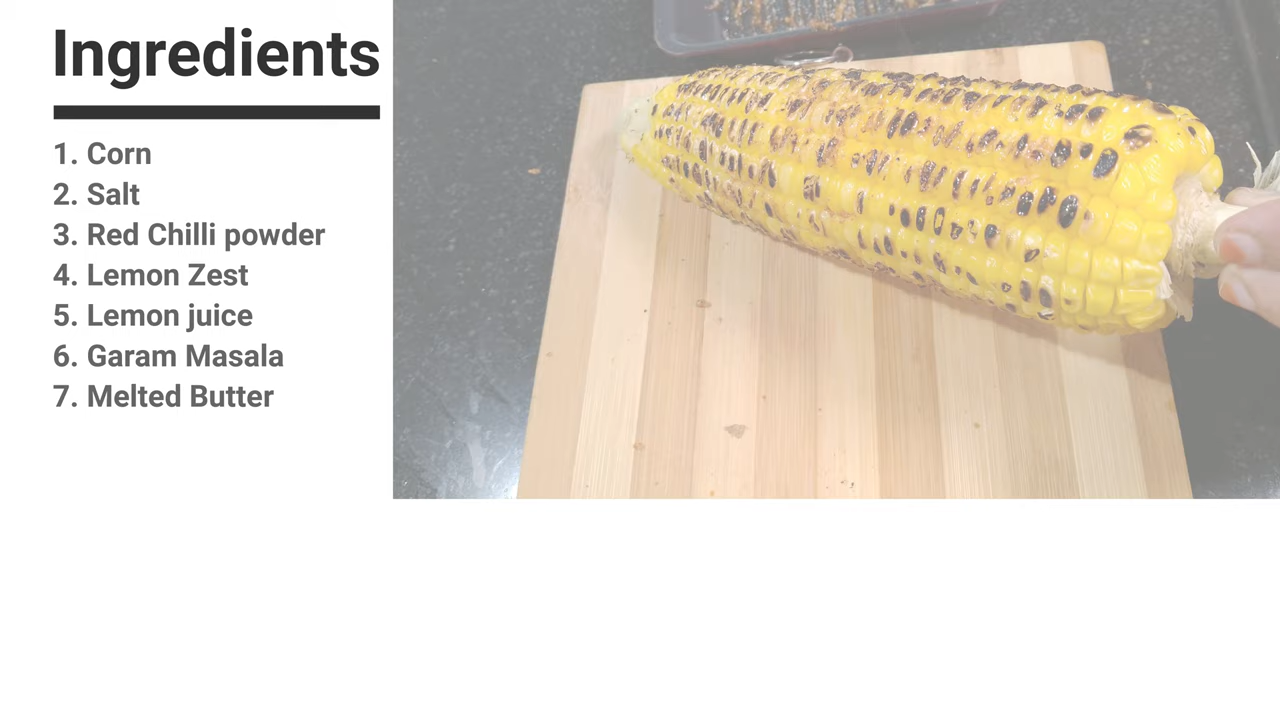 Ingredients
1. Corn
2. Salt
3. Red Chilli powder
4. Lemon Zest
5. Lemon juice
6. Garam Masala
7. Melted Butter